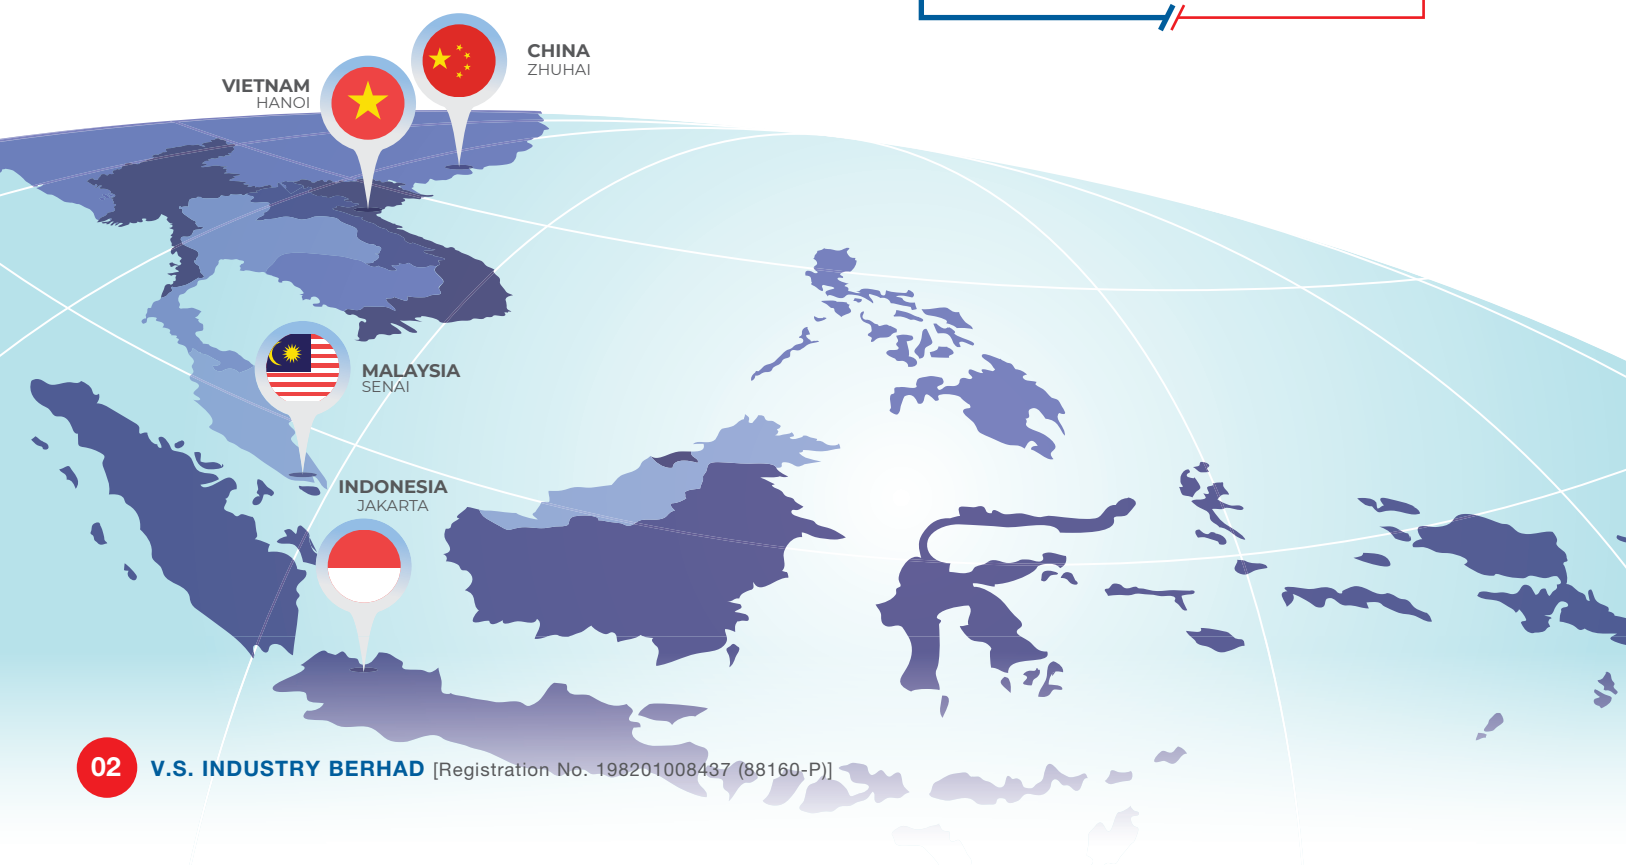 CHINA
ZHUHAI
VIETNAM
HANOI
MALAYSIA
SENAI
INDONESIA
JAKARTA
02 V.S. INDUSTRY BERHAD [Registration No. 198201008437 (88160-P)]